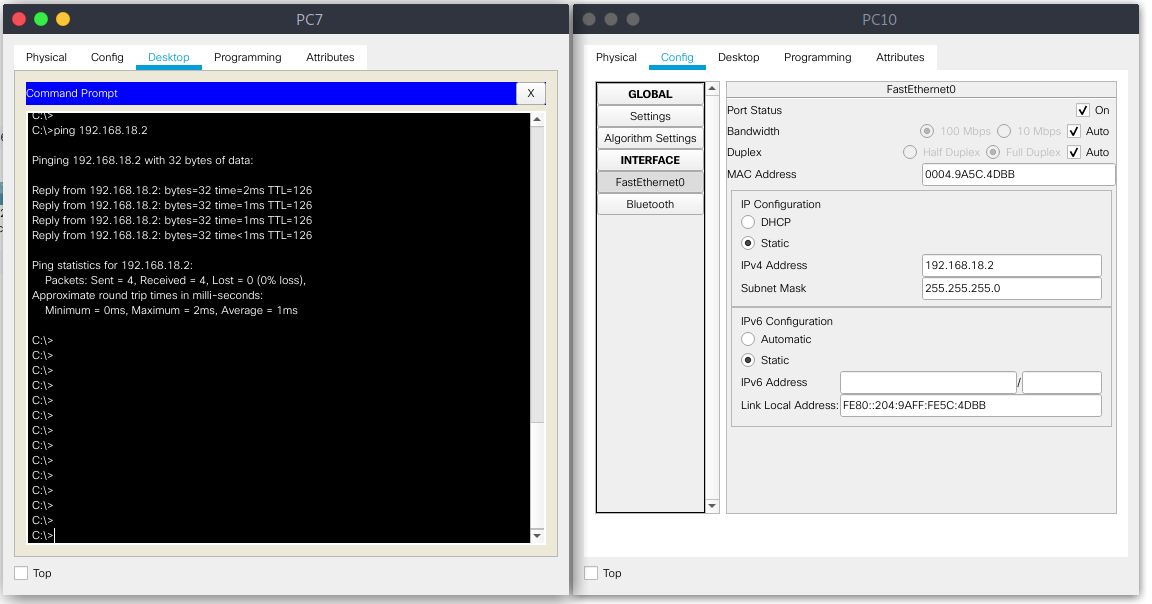 PC7
Physical Config Desktop Programming Attributes
Command Prompt X
C:\>
C:\>ping 192.168.18.2
Pinging 192.168.18.2 with 32 bytes of data:
Reply from 192.168.18.2: bytes=32 time=2ms TTL=126
Reply from 192.168.18.2: bytes=32 time=1ms TTL=126
Reply from 192.168.18.2: bytes=32 time=1ms TTL=126
Reply from 192.168.18.2: bytes=32 time<1ms TTL=126
Ping statistics for 192.168.18.2:
Packets: Sent = 4, Received = 4, Lost = 0 (0% loss),
Approximate round trip times in milli-seconds:
Minimum = 0ms, Maximum = 2ms, Average = 1ms
C:\>
C:\>
C:\>
C:\>
C:\>
C:\>
C:\>
C:\>
C:\>
C:\>
C:\>
C:\>
C:\>
C:\>
Top
PC10
Physical Config Desktop Programming Attributes
GLOBAL
Settings
Algorithm Settings
INTERFACE
FastEthernet0
Bluetooth
FastEthernet0
Port Status On
Bandwidth 100 Mbps 10 Mbps Auto
Duplex Half Duplex Full Duplex Auto
MAC Address 0004.9A5C.4DBB
IP Configuration
DHCP
Static
IPv4 Address 192.168.18.2
Subnet Mask 255.255.255.0
IPv6 Configuration
Automatic
Static
IPv6 Address /
Link Local Address: FE80::204:9AFF:FE5C:4DBB
Top